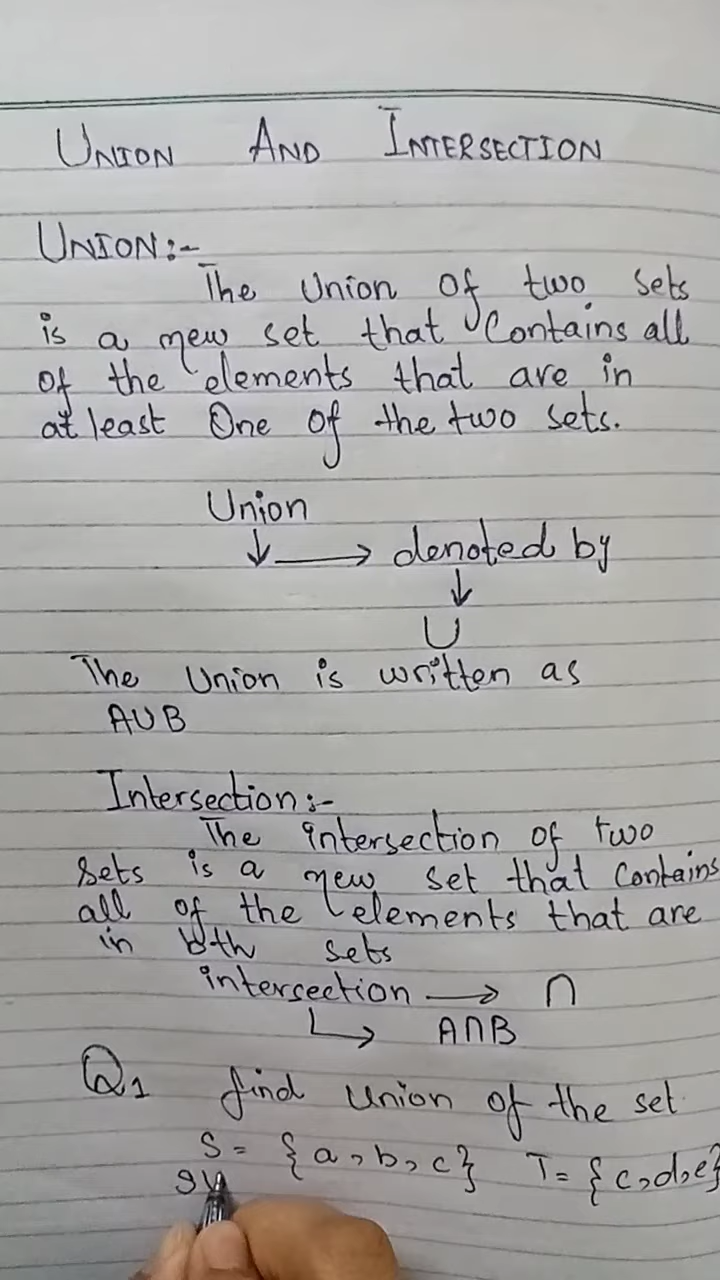 UNION AND INTERSECTION
UNION:-
The Union of two sets
is a new set that Contains all
of the elements that are in
at least One of the two sets.
Union
↓ → denoted by
↓
U
The Union is written as
AUB
Intersection:-
The intersection of two
sets is a new set that Contains
all of the elements that are
in both sets
intersection → ∩
↳ A∩B
Q1 find union of the set
S = {a, b, c} T = {c, d, e}